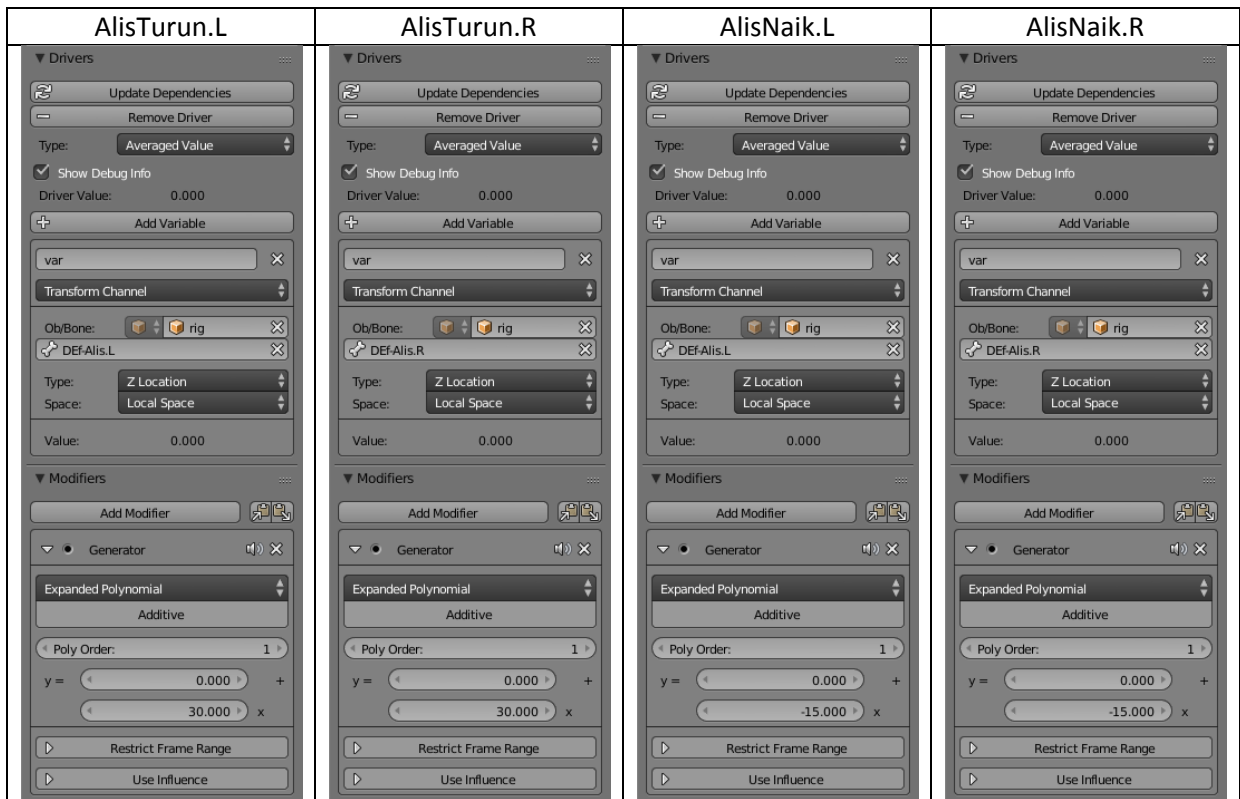 AlisTurun.L AlisTurun.R AlisNaik.L AlisNaik.R
Drivers Drivers Drivers Drivers
Update Dependencies Update Dependencies Update Dependencies Update Dependencies
Remove Driver Remove Driver Remove Driver Remove Driver
Type: Averaged Value Type: Averaged Value Type: Averaged Value Type: Averaged Value
Show Debug Info Show Debug Info Show Debug Info Show Debug Info
Driver Value: 0.000 Driver Value: 0.000 Driver Value: 0.000 Driver Value: 0.000
Add Variable Add Variable Add Variable Add Variable
var var var var
Transform Channel Transform Channel Transform Channel Transform Channel
Ob/Bone: rig Ob/Bone: rig Ob/Bone: rig Ob/Bone: rig
DEf-Alis.L DEf-Alis.R DEf-Alis.L DEf-Alis.R
Type: Z Location Type: Z Location Type: Z Location Type: Z Location
Space: Local Space Space: Local Space Space: Local Space Space: Local Space
Value: 0.000 Value: 0.000 Value: 0.000 Value: 0.000
Modifiers Modifiers Modifiers Modifiers
Add Modifier Add Modifier Add Modifier Add Modifier
Generator Generator Generator Generator
Expanded Polynomial Expanded Polynomial Expanded Polynomial Expanded Polynomial
Additive Additive Additive Additive
Poly Order: 1 Poly Order: 1 Poly Order: 1 Poly Order: 1
y = 0.000 + y = 0.000 + y = 0.000 + y = 0.000 +
30.000 x 30.000 x -15.000 x -15.000 x
Restrict Frame Range Restrict Frame Range Restrict Frame Range Restrict Frame Range
Use Influence Use Influence Use Influence Use Influence